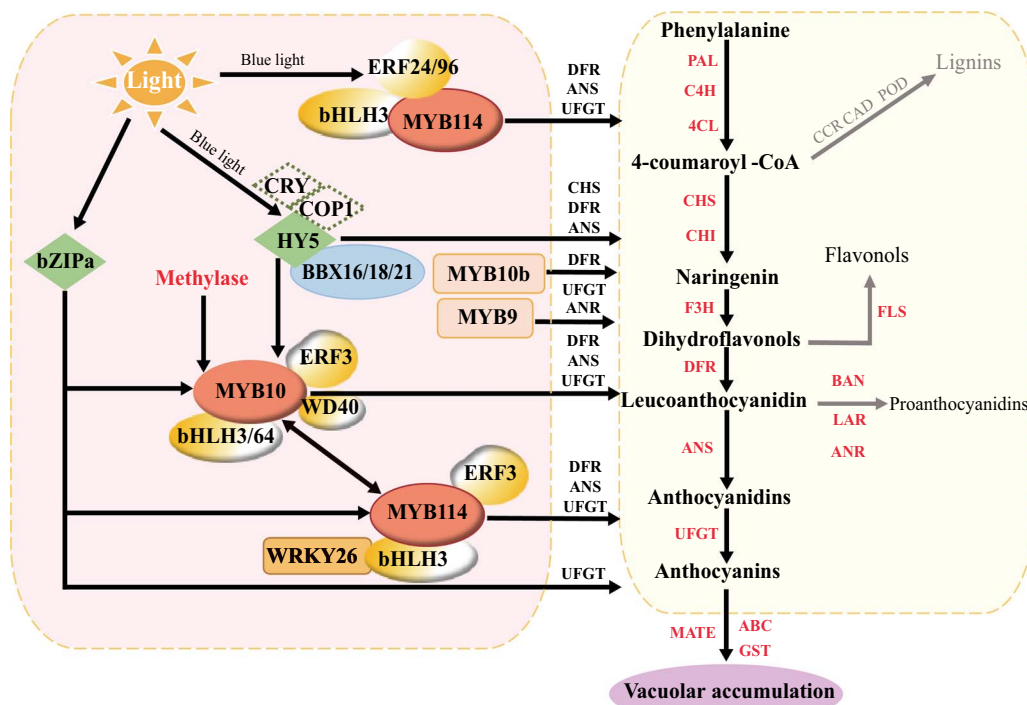 Light
Blue light
ERF24/96
bHLH3
MYB114
DFR
ANS
UFGT
Blue light
CRY
COP1
HY5
BBX16/18/21
CHS
DFR
ANS
bZIPa
Methylase
MYB10b
DFR
UFGT
MYB9
ANR
ERF3
MYB10
WD40
bHLH3/64
DFR
ANS
UFGT
ERF3
MYB114
WRKY26
bHLH3
DFR
ANS
UFGT
UFGT
Phenylalanine
PAL
C4H
4CL
4-coumaroyl -CoA
CCR CAD POD
Lignins
CHS
CHI
Naringenin
Flavonols
F3H
FLS
Dihydroflavonols
DFR
BAN
Leucoanthocyanidin
Proanthocyanidins
LAR
ANS
ANR
Anthocyanidins
UFGT
Anthocyanins
MATE
ABC
GST
Vacuolar accumulation